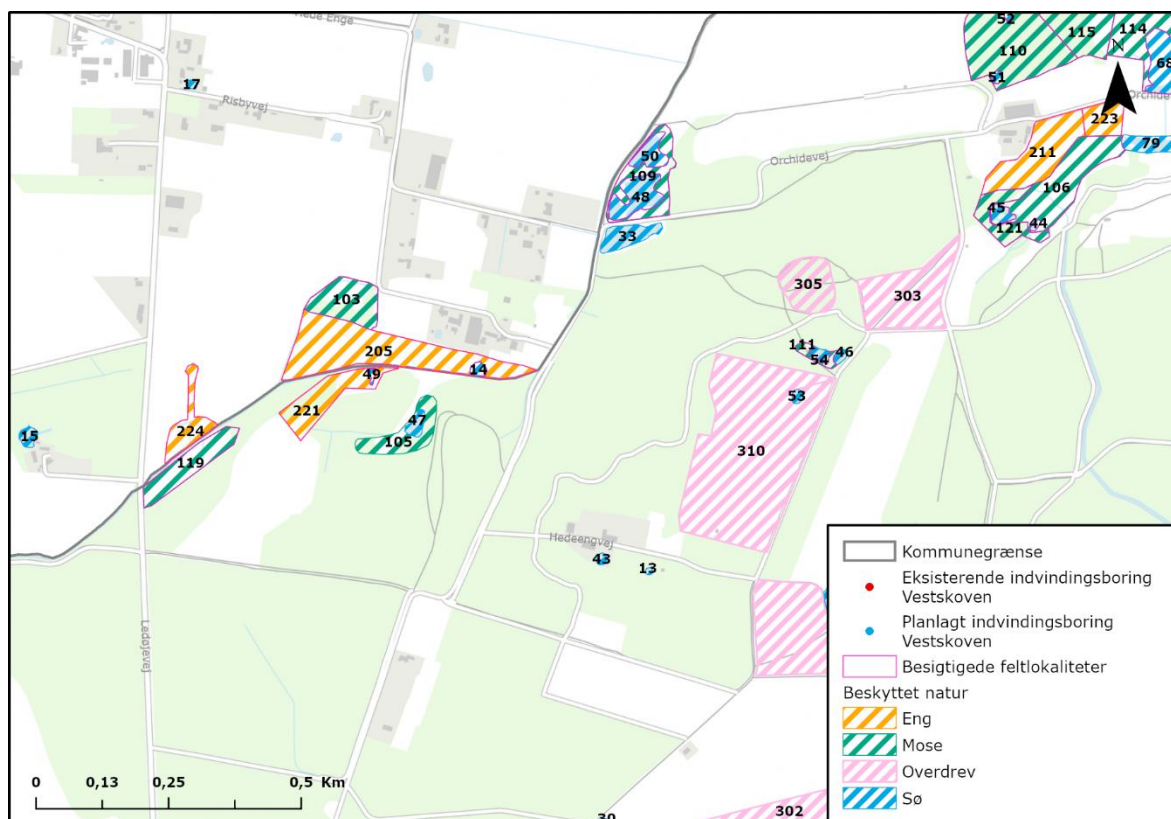 Hede Enge
52
115
114
110
N
68
51
17
Risbyvej
Orchide
223
50
211
79
109
Orchidevej
48
106
45
44
121
33
305
303
103
205
111
46
54
14
49
53
221
47
224
15
105
310
119
Hedeengvej
43
13
Ledøjevej
302
30
Kommunegrænse
Eksisterende indvindingsboring
Vestskoven
Planlagt indvindingsboring
Vestskoven
Besigtigede feltlokaliteter
Beskyttet natur
Eng
Mose
Overdrev
Sø
0 0,13 0,25 0,5 Km